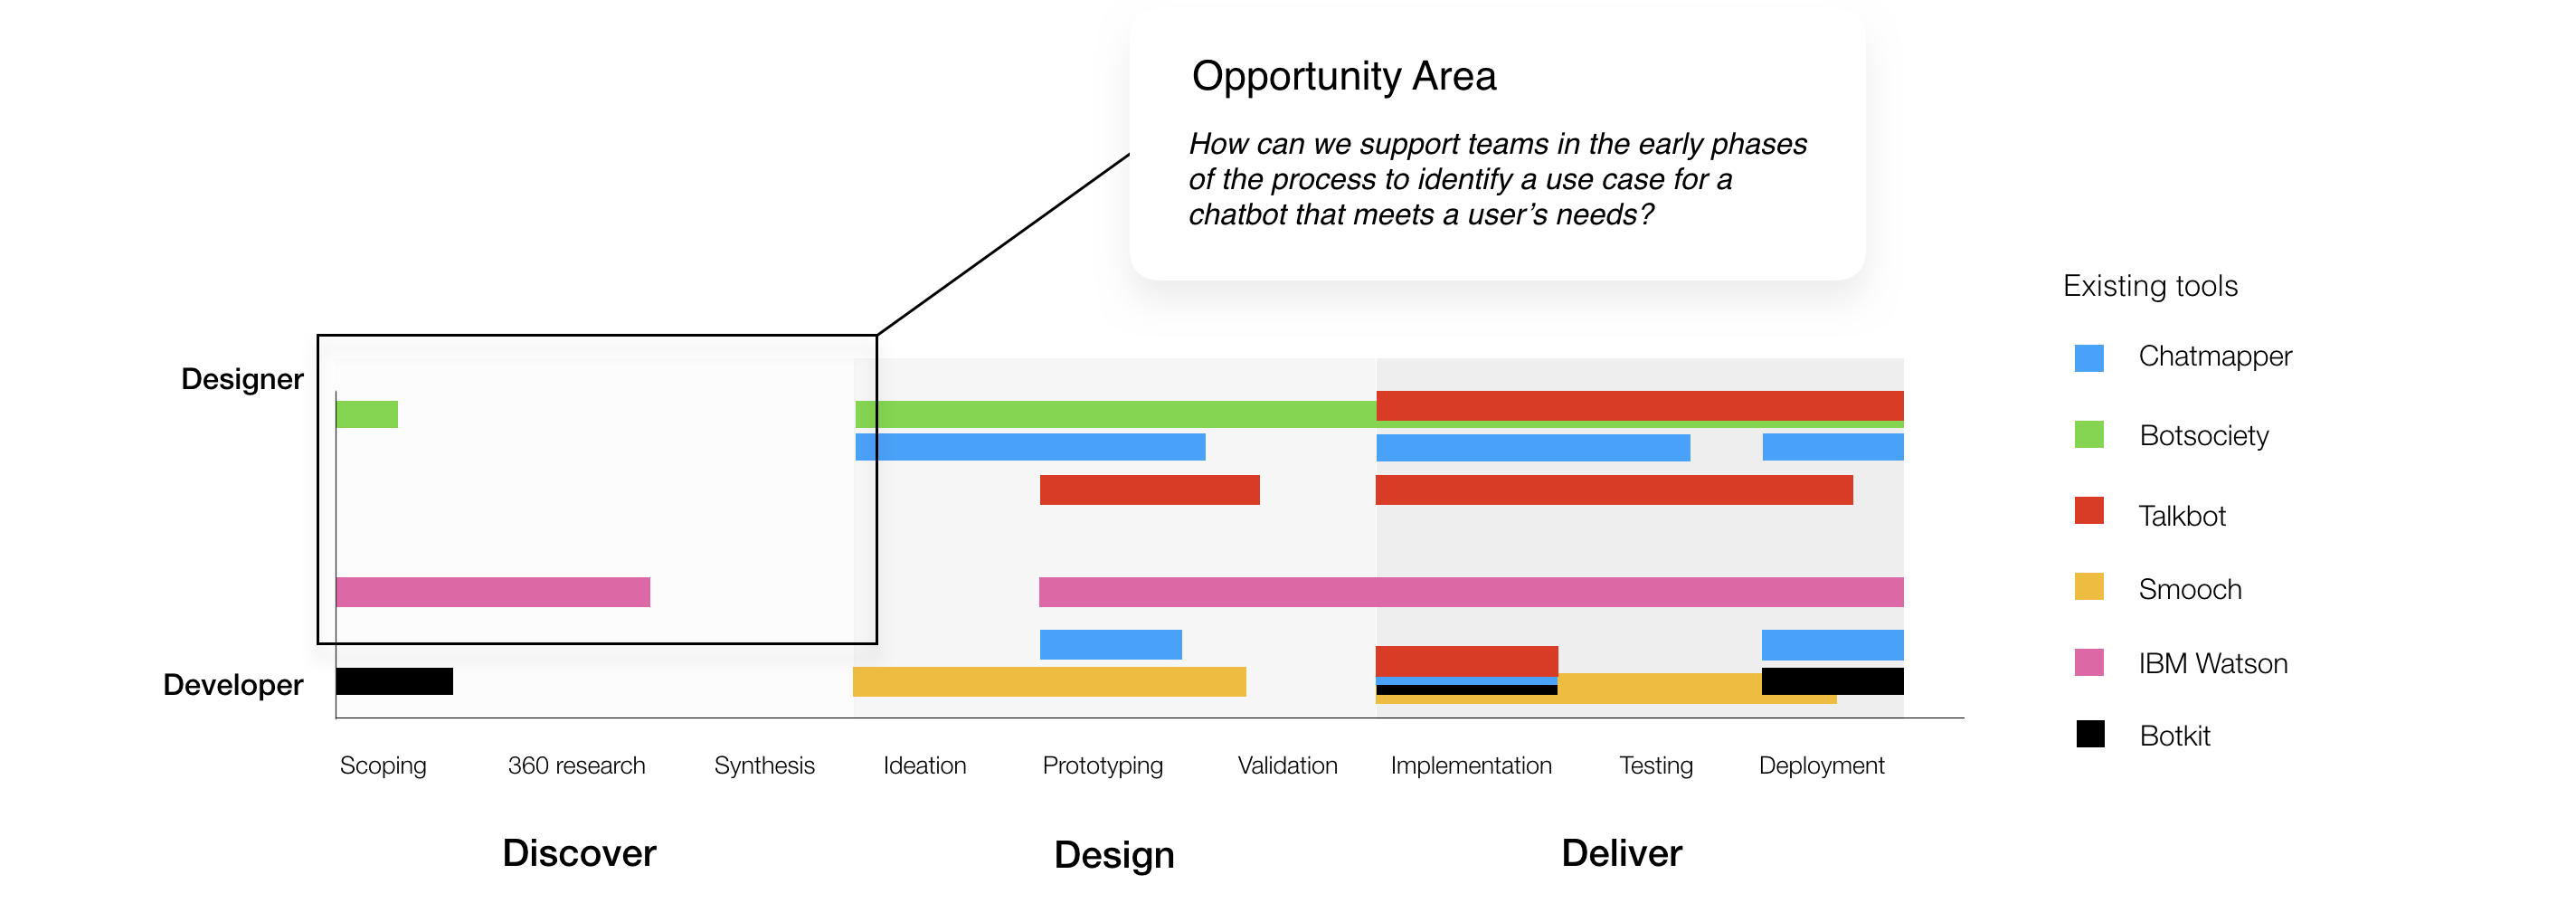 Opportunity Area
How can we support teams in the early phases
of the process to identify a use case for a
chatbot that meets a user’s needs?
Existing tools
Chatmapper
Botsociety
Talkbot
Smooch
IBM Watson
Botkit
Designer
Developer
Scoping
360 research
Synthesis
Ideation
Prototyping
Validation
Implementation
Testing
Deployment
Discover
Design
Deliver